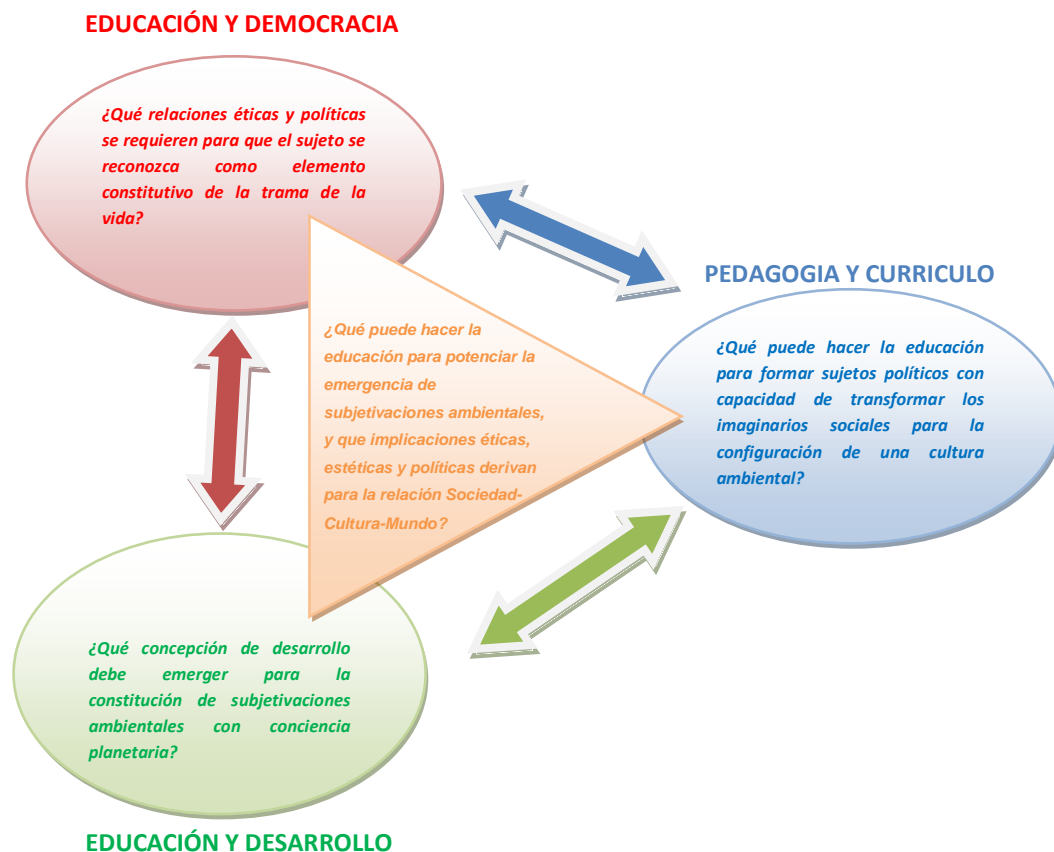 EDUCACIÓN Y DEMOCRACIA
¿Qué relaciones éticas y políticas
se requieren para que el sujeto se
reconozca como elemento
constitutivo de la trama de la
vida?
PEDAGOGIA Y CURRICULO
¿Qué puede hacer la educación
para formar sujetos políticos con
capacidad de transformar los
imaginarios sociales para la
configuración de una cultura
ambiental?
¿Qué puede hacer la
educación para potenciar la
emergencia de
subjetivaciones ambientales,
y que implicaciones éticas,
estéticas y políticas derivan
para la relación Sociedad-
Cultura-Mundo?
¿Qué concepción de desarrollo
debe emerger para la
constitución de subjetivaciones
ambientales con conciencia
planetaria?
EDUCACIÓN Y DESARROLLO